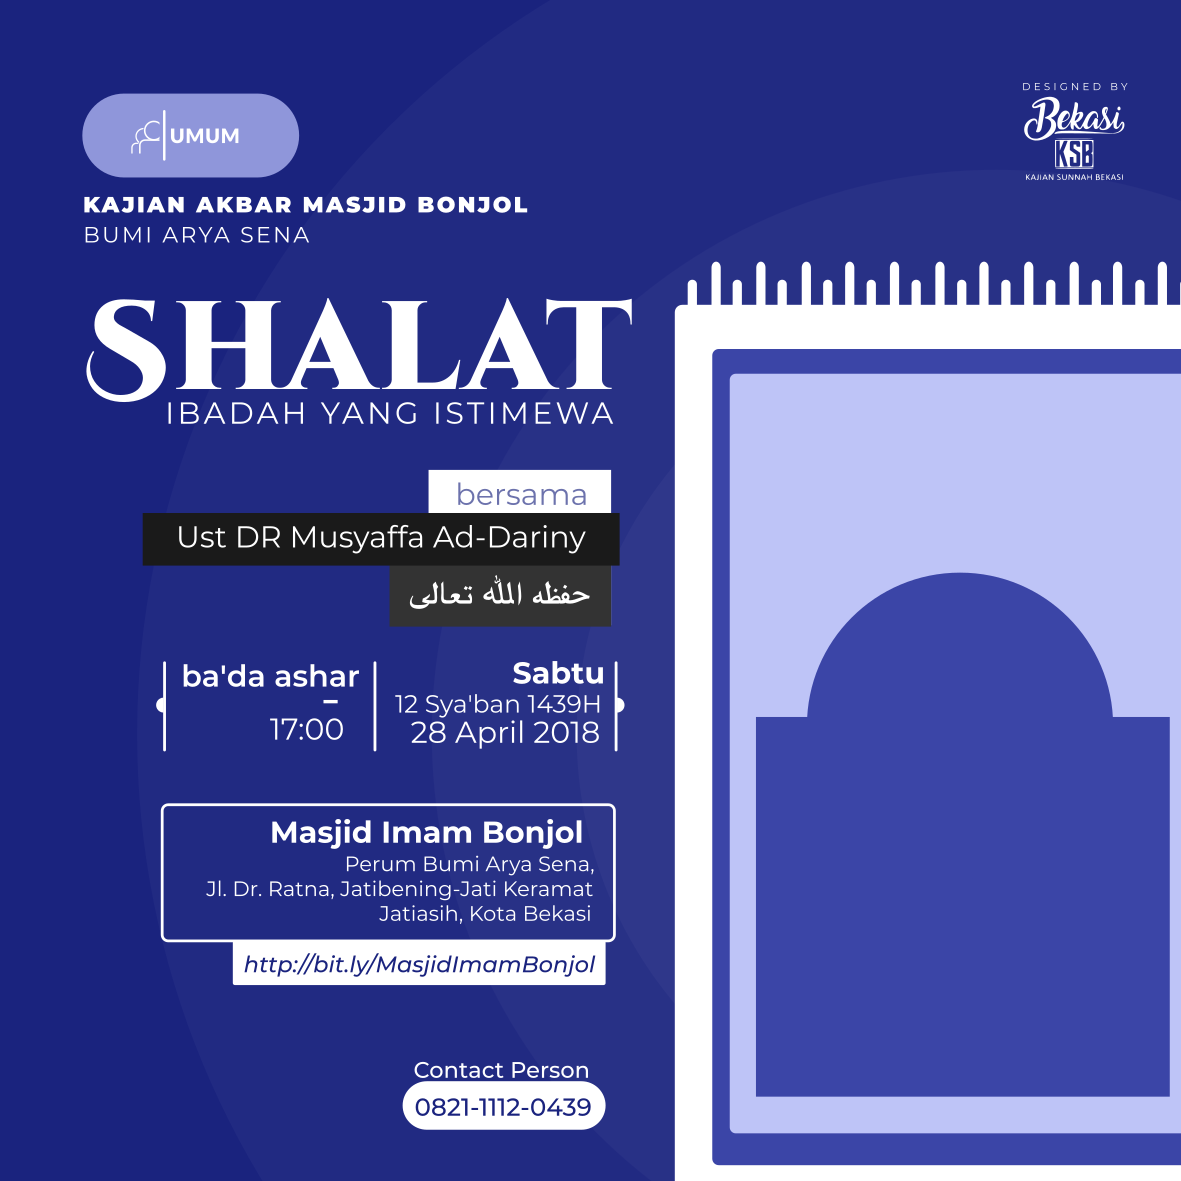 UMUM
KAJIAN AKBAR MASJID BONJOL
BUMI ARYA SENA
DESIGNED BY
Bekasi
KSB
KAJIAN SUNNAH BEKASI
SHALAT
IBADAH YANG ISTIMEWA
bersama
Ust DR Musyaffa Ad-Dariny
حفظه الله تعالى
ba'da ashar
–
17:00
Sabtu
12 Sya'ban 1439H
28 April 2018
Masjid Imam Bonjol
Perum Bumi Arya Sena,
Jl. Dr. Ratna, Jatibening-Jati Keramat
Jatiasih, Kota Bekasi
http://bit.ly/MasjidImamBonjol
Contact Person
0821-1112-0439